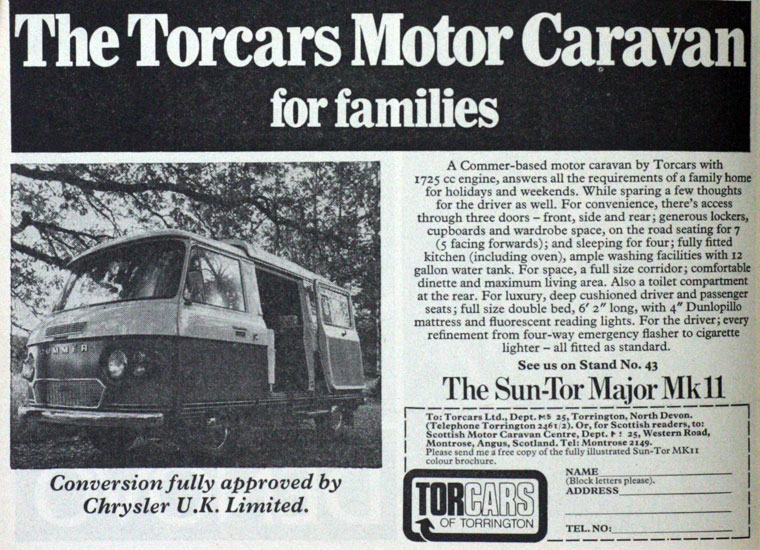 The Torcars Motor Caravan
for families
COMMER
Conversion fully approved by
Chrysler U.K. Limited.
A Commer-based motor caravan by Torcars with
1725 cc engine, answers all the requirements of a family home
for holidays and weekends. While sparing a few thoughts
for the driver as well. For convenience, there's access
through three doors – front, side and rear; generous lockers,
cupboards and wardrobe space, on the road seating for 7
(5 facing forwards); and sleeping for four; fully fitted
kitchen (including oven), ample washing facilities with 12
gallon water tank. For space, a full size corridor; comfortable
dinette and maximum living area. Also a toilet compartment
at the rear. For luxury, deep cushioned driver and passenger
seats; full size double bed, 6′ 2″ long, with 4″ Dunlopillo
mattress and fluorescent reading lights. For the driver; every
refinement from four-way emergency flasher to cigarette
lighter – all fitted as standard.
See us on Stand No. 43
The Sun-Tor Major Mk11
To: Torcars Ltd., Dept. MS 25, Torrington, North Devon.
(Telephone Torrington 2461/2). Or, for Scottish readers, to:
Scottish Motor Caravan Centre, Dept. 25, Western Road,
Montrose, Angus, Scotland. Tel: Montrose 2149.
Please send me a free copy of the fully illustrated Sun-Tor MK11
colour brochure.
NAME
(Block letters please).
ADDRESS
TEL. NO:
TORCARS
OF TORRINGTON